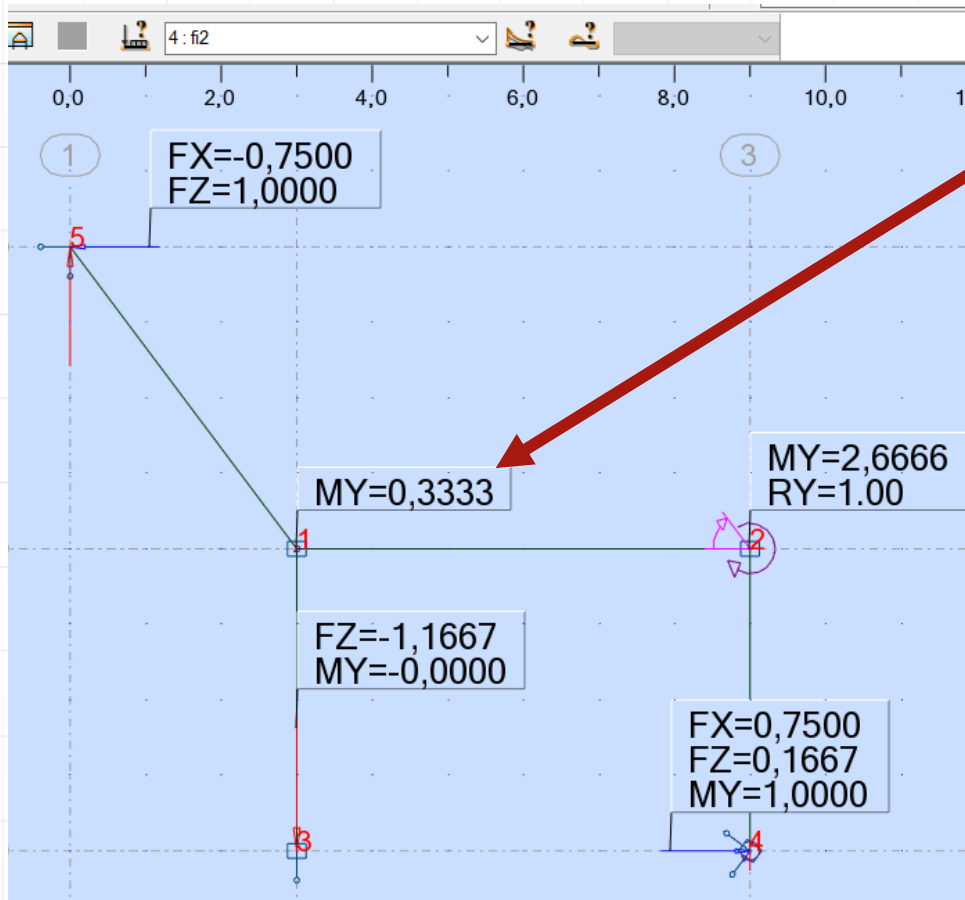 4 : fi2
0,0 2,0 4,0 6,0 8,0 10,0 1
1 3
FX=-0,7500
FZ=1,0000
5
MY=0,3333
1
MY=2,6666
RY=1.00
2
FZ=-1,1667
MY=-0,0000
3
FX=0,7500
FZ=0,1667
MY=1,0000
4